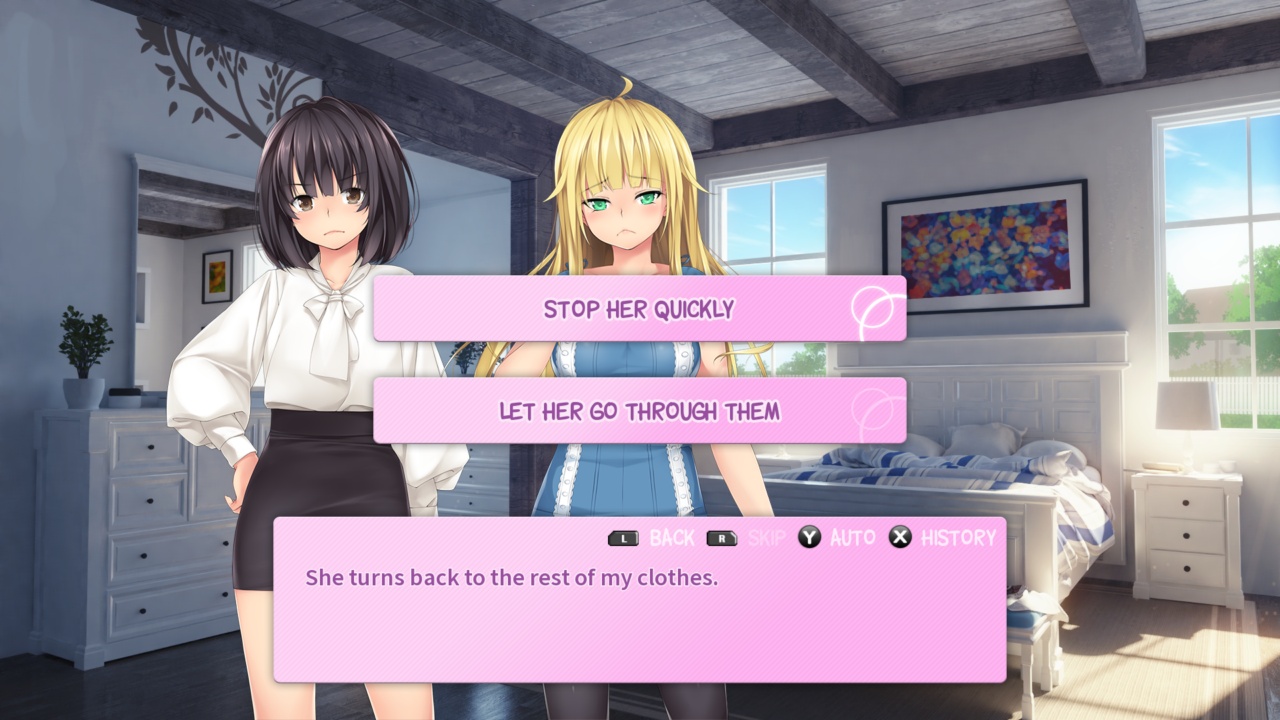 STOP HER QUICKLY
LET HER GO THROUGH THEM
L BACK R SKIP Y AUTO X HISTORY
She turns back to the rest of my clothes.